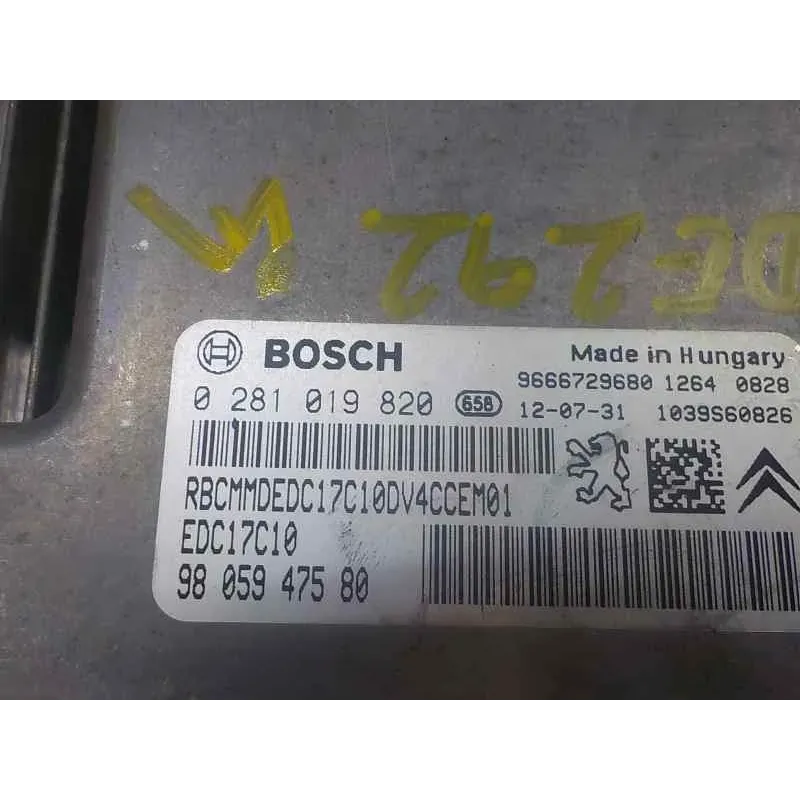 DE292 W
BOSCH
Made in Hungary
9666729680 1264 0828
0 281 019 820 658 12-07-31 1039S60826
RBCMMDEDC17C10DV4CCEM01
EDC17C10
98 059 475 80